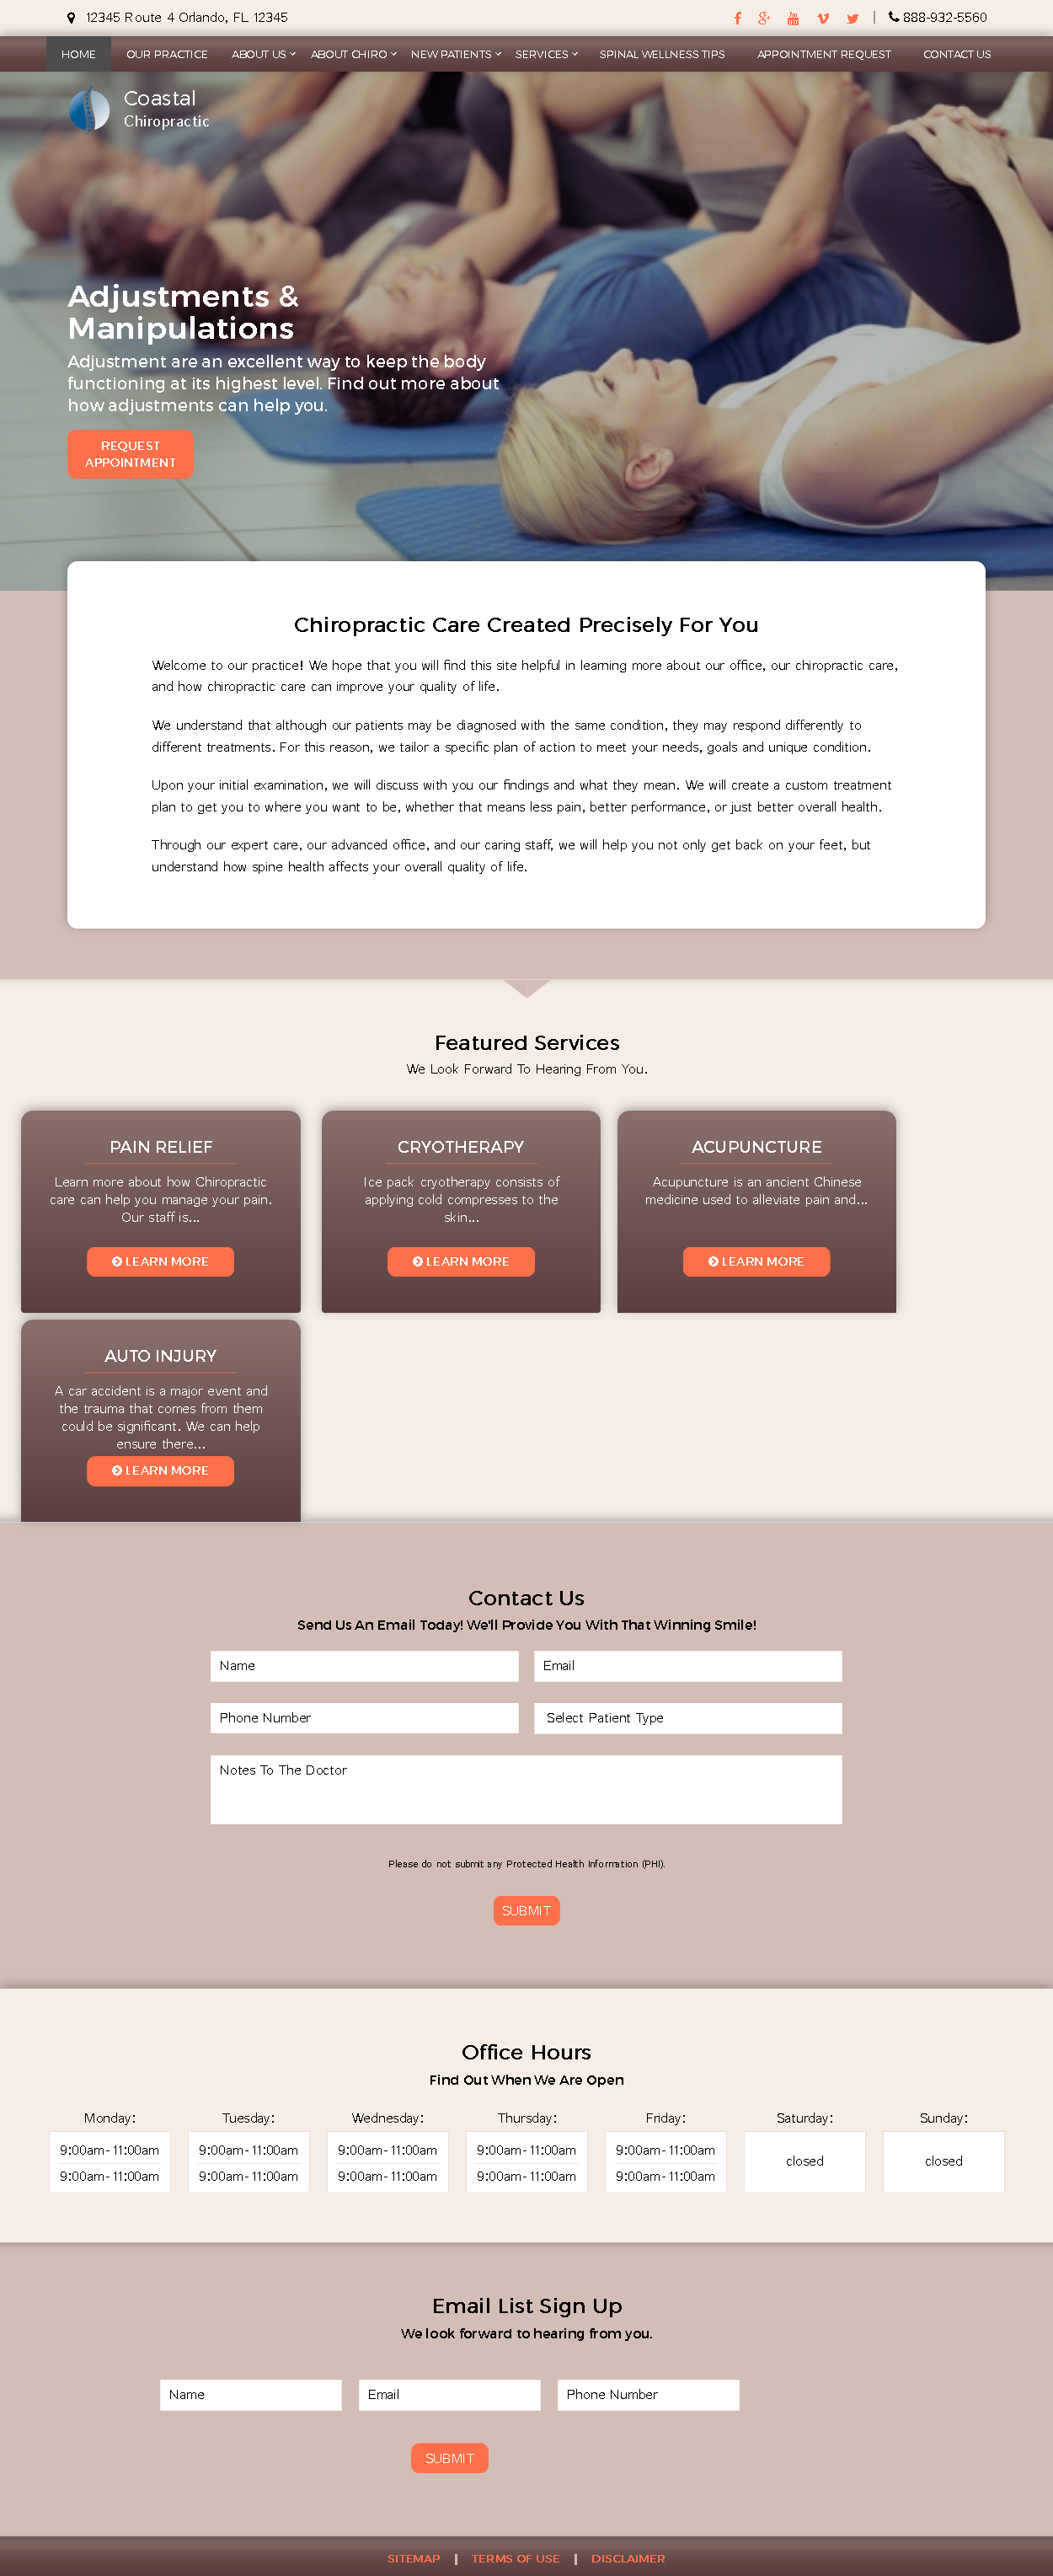 12345 Route 4 Orlando, FL 12345
888-932-5560
HOME OUR PRACTICE ABOUT US ABOUT CHIRO NEW PATIENTS SERVICES SPINAL WELLNESS TIPS APPOINTMENT REQUEST CONTACT US
Coastal
Chiropractic
Adjustments &
Manipulations
Adjustment are an excellent way to keep the body
functioning at its highest level. Find out more about
how adjustments can help you.
REQUEST
APPOINTMENT
Chiropractic Care Created Precisely For You
Welcome to our practice! We hope that you will find this site helpful in learning more about our office, our chiropractic care,
and how chiropractic care can improve your quality of life.
We understand that although our patients may be diagnosed with the same condition, they may respond differently to
different treatments. For this reason, we tailor a specific plan of action to meet your needs, goals and unique condition.
Upon your initial examination, we will discuss with you our findings and what they mean. We will create a custom treatment
plan to get you to where you want to be, whether that means less pain, better performance, or just better overall health.
Through our expert care, our advanced office, and our caring staff, we will help you not only get back on your feet, but
understand how spine health affects your overall quality of life.
Featured Services
We Look Forward To Hearing From You.
PAIN RELIEF
Learn more about how Chiropractic
care can help you manage your pain.
Our staff is...
LEARN MORE
CRYOTHERAPY
Ice pack cryotherapy consists of
applying cold compresses to the
skin...
LEARN MORE
ACUPUNCTURE
Acupuncture is an ancient Chinese
medicine used to alleviate pain and...
LEARN MORE
AUTO INJURY
A car accident is a major event and
the trauma that comes from them
could be significant. We can help
ensure there...
LEARN MORE
Contact Us
Send Us An Email Today! We'll Provide You With That Winning Smile!
Name Email
Phone Number Select Patient Type
Notes To The Doctor
Please do not submit any Protected Health Information (PHI).
SUBMIT
Office Hours
Find Out When We Are Open
Monday: Tuesday: Wednesday: Thursday: Friday: Saturday: Sunday:
9:00am - 11:00am 9:00am - 11:00am 9:00am - 11:00am 9:00am - 11:00am 9:00am - 11:00am closed closed
9:00am - 11:00am 9:00am - 11:00am 9:00am - 11:00am 9:00am - 11:00am 9:00am - 11:00am
Email List Sign Up
We look forward to hearing from you.
Name Email Phone Number
SUBMIT
SITEMAP | TERMS OF USE | DISCLAIMER